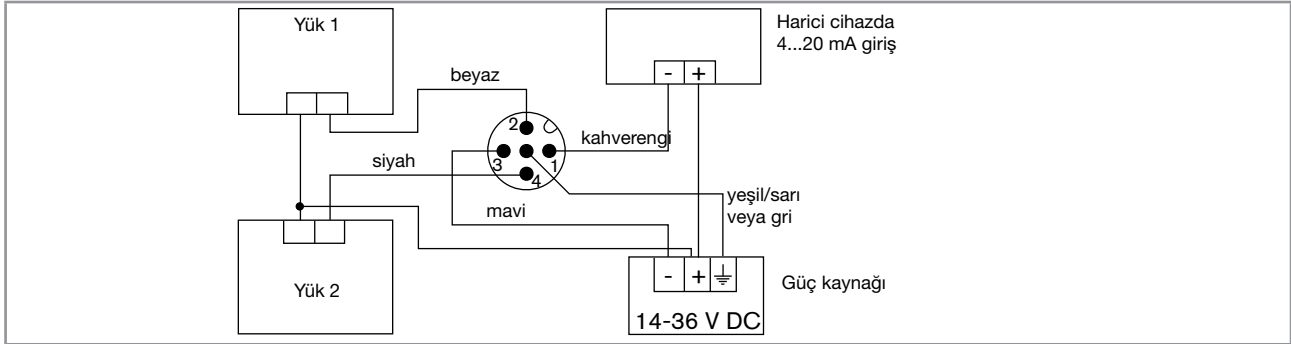 Yük 1
Harici cihazda
4...20 mA giriş
- +
beyaz
2
kahverengi
3
1
siyah
4
yeşil/sarı
veya gri
mavi
- +
Güç kaynağı
Yük 2
14-36 V DC